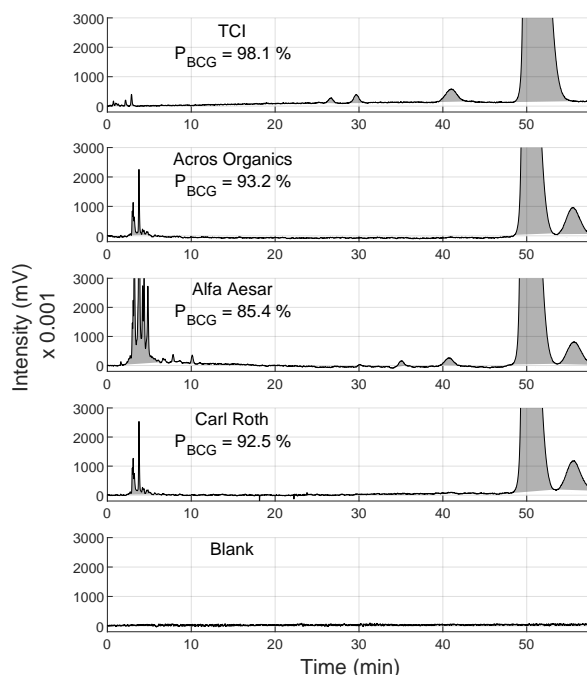 TCI
P_BCG = 98.1 %
3000
2000
1000
0
0 10 20 30 40 50
Acros Organics
P_BCG = 93.2 %
3000
2000
1000
0
0 10 20 30 40 50
Alfa Aesar
P_BCG = 85.4 %
3000
2000
1000
0
0 10 20 30 40 50
Carl Roth
P_BCG = 92.5 %
3000
2000
1000
0
0 10 20 30 40 50
Blank
3000
2000
1000
0
0 10 20 30 40 50
Intensity (mV)
x 0.001
Time (min)